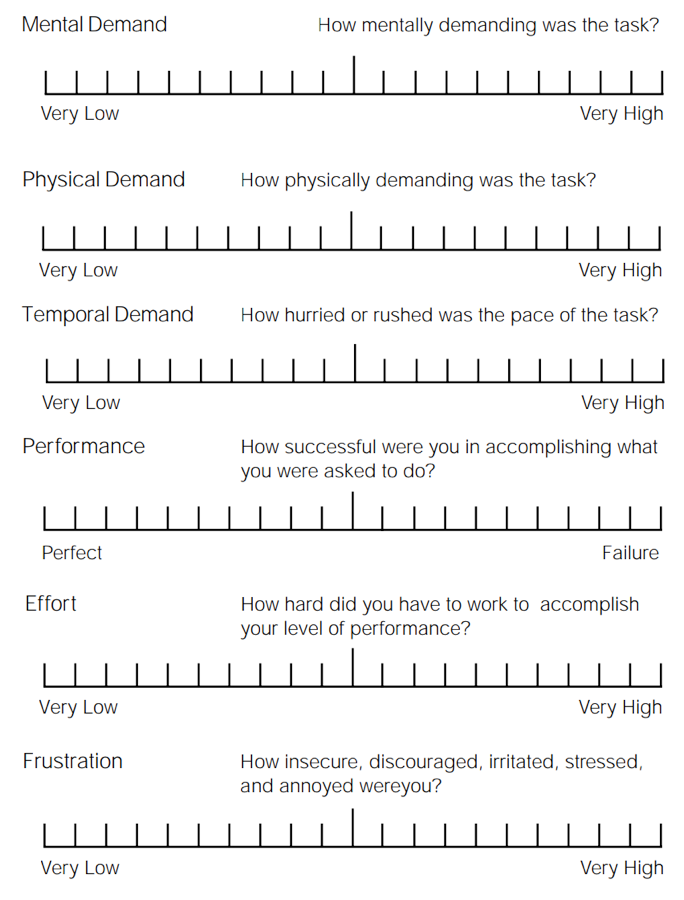 Mental Demand How mentally demanding was the task?
Very Low Very High
Physical Demand How physically demanding was the task?
Very Low Very High
Temporal Demand How hurried or rushed was the pace of the task?
Very Low Very High
Performance How successful were you in accomplishing what
you were asked to do?
Perfect Failure
Effort How hard did you have to work to accomplish
your level of performance?
Very Low Very High
Frustration How insecure, discouraged, irritated, stressed,
and annoyed wereyou?
Very Low Very High